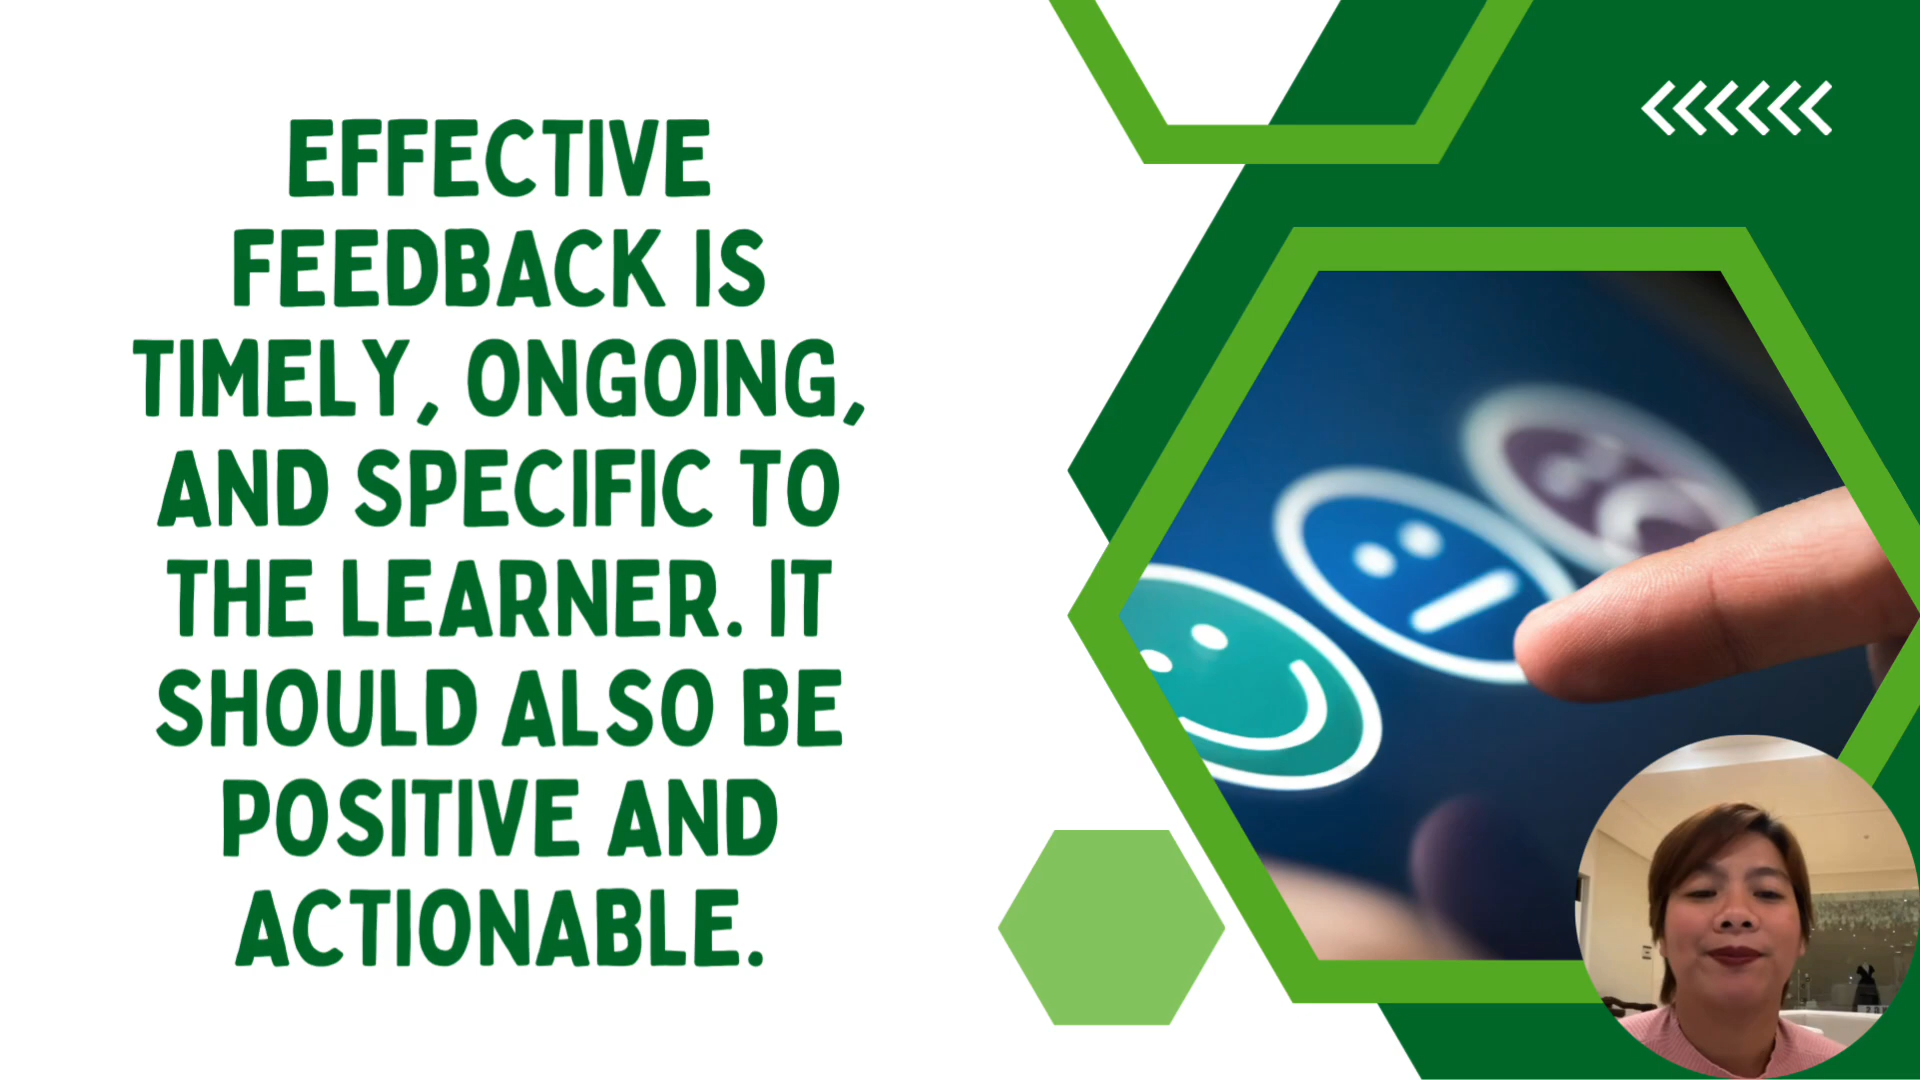 EFFECTIVE
FEEDBACK IS
TIMELY, ONGOING,
AND SPECIFIC TO
THE LEARNER. IT
SHOULD ALSO BE
POSITIVE AND
ACTIONABLE.